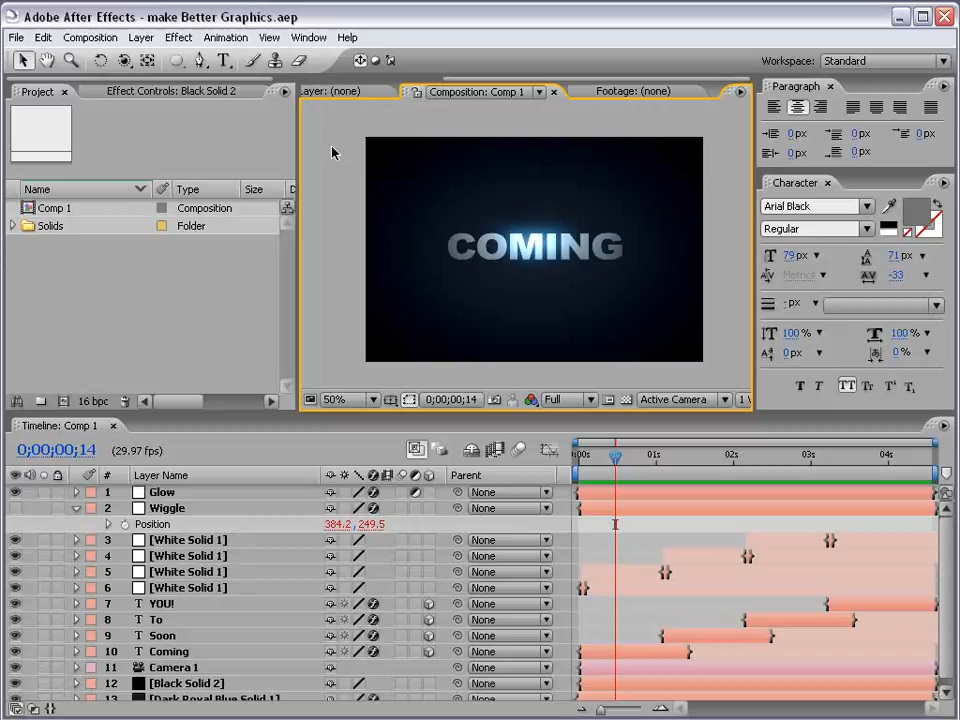 Adobe After Effects - make Better Graphics.aep
File Edit Composition Layer Effect Animation View Window Help
Workspace: Standard
Project Effect Controls: Black Solid 2
Layer: (none) Composition: Comp 1 Footage: (none)
Paragraph
0 px 0 px 0 px
0 px 0 px
Name Type Size
Comp 1 Composition
Solids Folder
COMING
Character
Arial Black
Regular
79 px 71 px
Metrics -33
- px
100 % 100 %
0 px 0 %
T T TT Tr T¹ T₁
16 bpc
50% 0;00;00;14 Full Active Camera 1 V
Timeline: Comp 1
0;00;00;14 (29.97 fps)
:00s 01s 02s 03s 04s
# Layer Name Parent
1 Glow None
2 Wiggle None
Position 384.2, 249.5
3 [White Solid 1] None
4 [White Solid 1] None
5 [White Solid 1] None
6 [White Solid 1] None
7 T YOU! None
8 T To None
9 T Soon None
10 T Coming None
11 Camera 1 None
12 [Black Solid 2] None
13 [Dark Royal Blue Solid 1] None